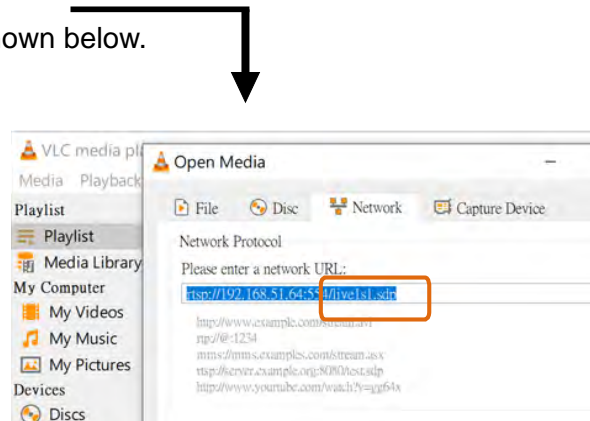 own below.
VLC media pl
Media Playback
Open Media
Playlist
Playlist
Media Library
My Computer
My Videos
My Music
My Pictures
Devices
Discs
File Disc Network Capture Device
Network Protocol
Please enter a network URL:
rtsp://192.168.51.64:554/live1s1.sdp
http://www.example.com/stream.avi
rtp://@:1234
mms://mms.examples.com/stream.asx
rtsp://server.example.org:8080/test.sdp
http://www.yourtube.com/watch?v=gg64x